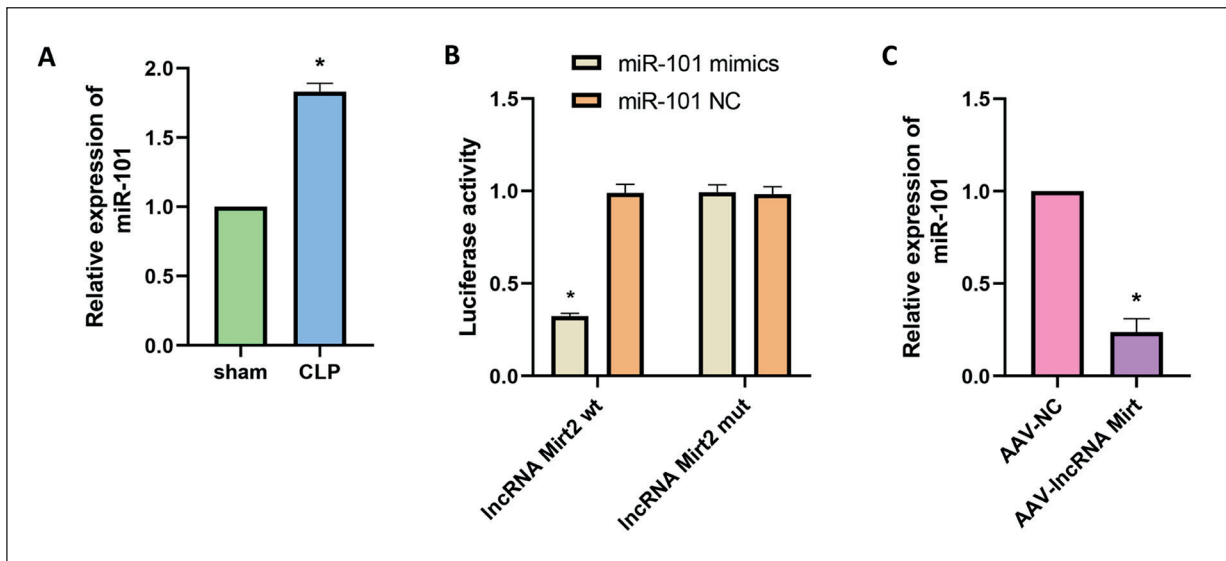 A
Relative expression of
miR-101
2.0
1.5
1.0
0.5
0.0
*
sham
CLP
B
miR-101 mimics
miR-101 NC
Luciferase activity
1.5
1.0
0.5
0.0
*
lncRNA Mirt2 wt
lncRNA Mirt2 mut
C
Relative expression of
miR-101
1.5
1.0
0.5
0.0
*
AAV-NC
AAV-lncRNA Mirt